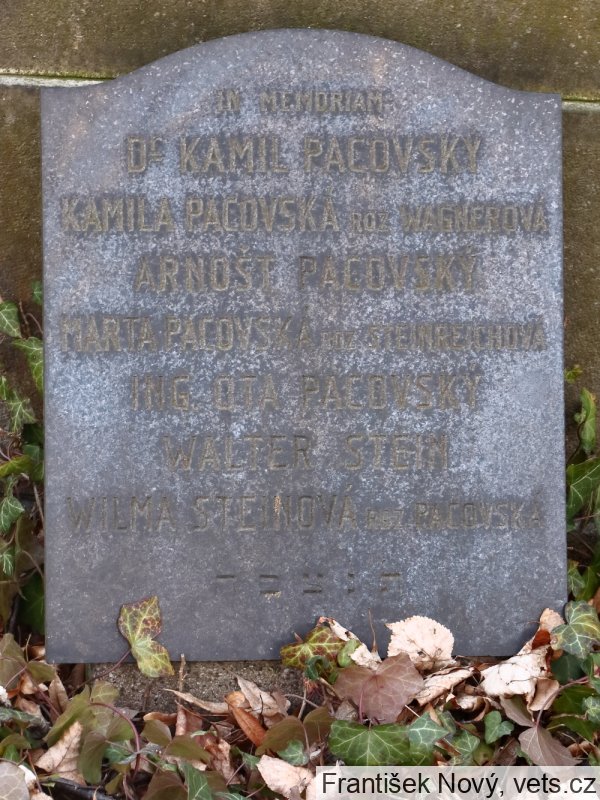 IN MEMORIAM
Dr KAMIL PACOVSKÝ
KAMILA PACOVSKÁ ROZ WAGNEROVÁ
ARNOŠT PACOVSKÝ
MARTA PACOVSKÁ ROZ STEINREICHOVÁ
ING. OTA PACOVSKÝ
WALTER STEIN
WILMA STEINOVÁ ROZ PACOVSKÁ
František Nový, vets.cz